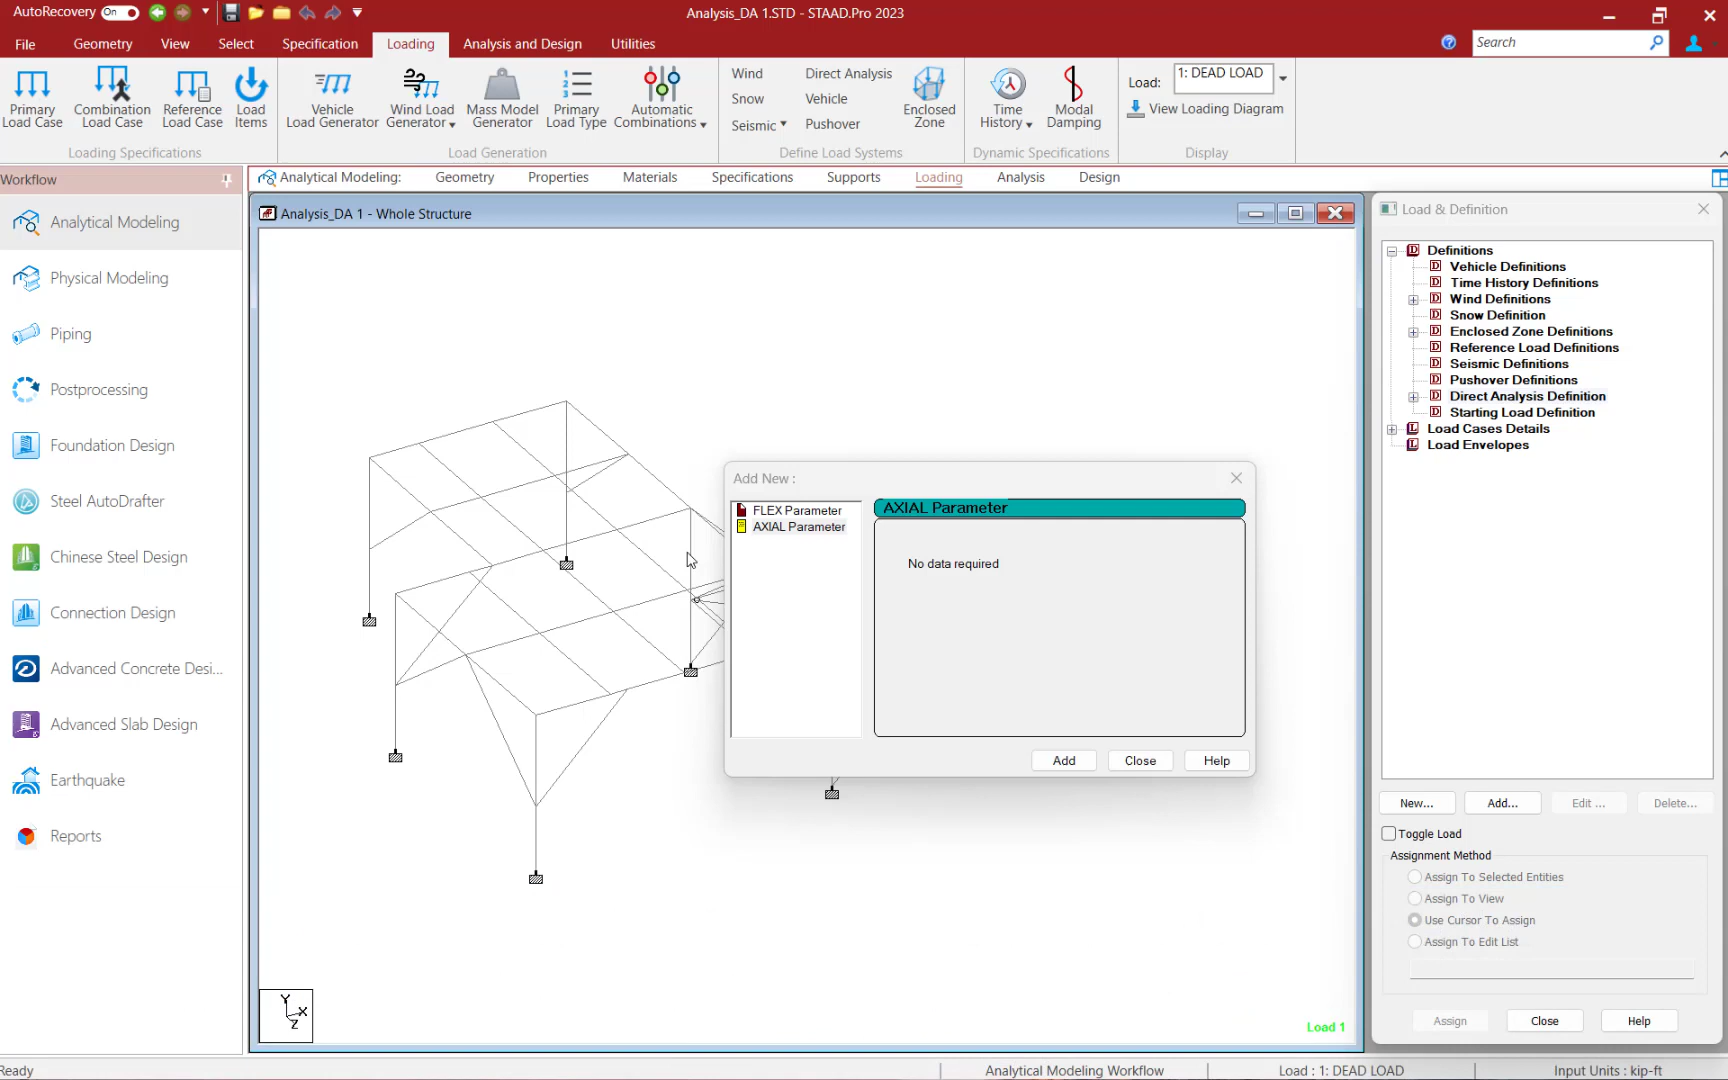 AutoRecovery On
Analysis_DA 1.STD - STAAD.Pro 2023
File Geometry View Select Specification Loading Analysis and Design Utilities
Search
Primary Load Case
Combination Load Case
Reference Load Case
Load Items
Loading Specifications
Vehicle Load Generator
Wind Load Generator
Mass Model Generator
Primary Load Type
Automatic Combinations
Load Generation
Wind
Snow
Seismic
Direct Analysis
Vehicle
Pushover
Enclosed Zone
Define Load Systems
Time History
Modal Damping
Dynamic Specifications
Load: 1: DEAD LOAD
View Loading Diagram
Display
Workflow
Analytical Modeling: Geometry Properties Materials Specifications Supports Loading Analysis Design
Analytical Modeling
Physical Modeling
Piping
Postprocessing
Foundation Design
Steel AutoDrafter
Chinese Steel Design
Connection Design
Advanced Concrete Desi...
Advanced Slab Design
Earthquake
Reports
Analysis_DA 1 - Whole Structure
Y
X
Z
Load 1
Add New :
FLEX Parameter
AXIAL Parameter
AXIAL Parameter
No data required
Add Close Help
Load & Definition
Definitions
Vehicle Definitions
Time History Definitions
Wind Definitions
Snow Definition
Enclosed Zone Definitions
Reference Load Definitions
Seismic Definitions
Pushover Definitions
Direct Analysis Definition
Starting Load Definition
Load Cases Details
Load Envelopes
New... Add... Edit ... Delete...
Toggle Load
Assignment Method
Assign To Selected Entities
Assign To View
Use Cursor To Assign
Assign To Edit List
Assign Close Help
Ready
Analytical Modeling Workflow
Load : 1: DEAD LOAD
Input Units : kip-ft